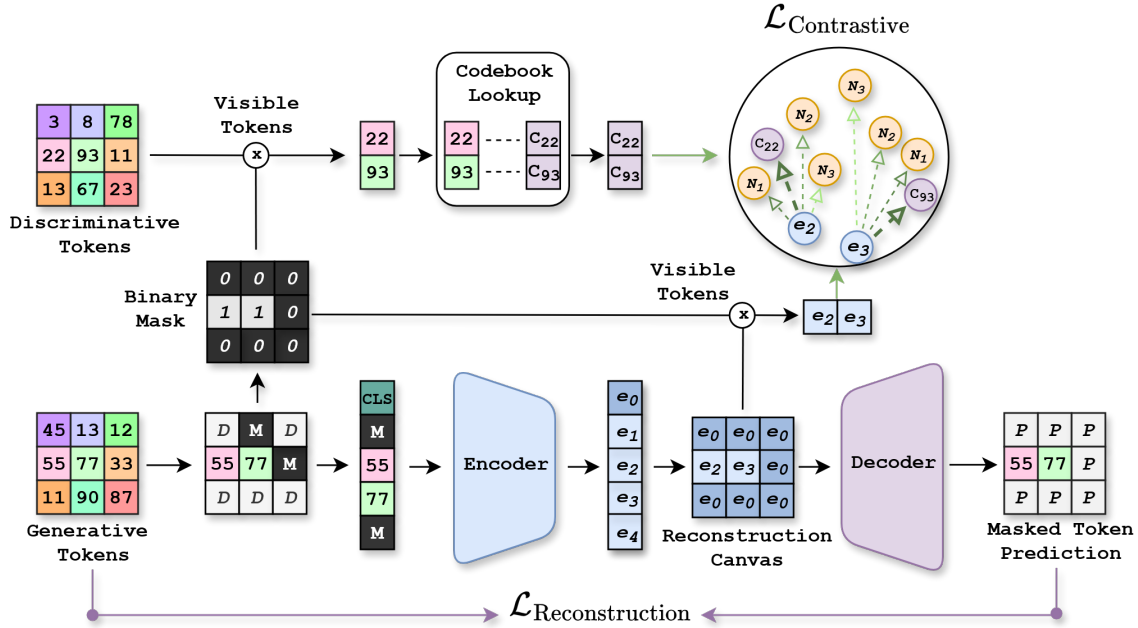 ℒContrastive
Codebook
Lookup
Visible
Tokens
3 8 78
22 93 11
13 67 23
x
22
93
22 ---- C22
93 ---- C93
C22
C93
N3
N2
N2
C22
N1
N3
N1
C93
e2
e3
Discriminative
Tokens
Binary
Mask
0 0 0
1 1 0
0 0 0
Visible
Tokens
x
e2 e3
45 13 12
55 77 33
11 90 87
D M D
55 77 M
D D D
CLS
M
55
77
M
Encoder
e0
e1
e2
e3
e4
e0 e0 e0
e2 e3 e0
e0 e0 e0
Decoder
P P P
55 77 P
P P P
Generative
Tokens
Reconstruction
Canvas
Masked Token
Prediction
ℒReconstruction